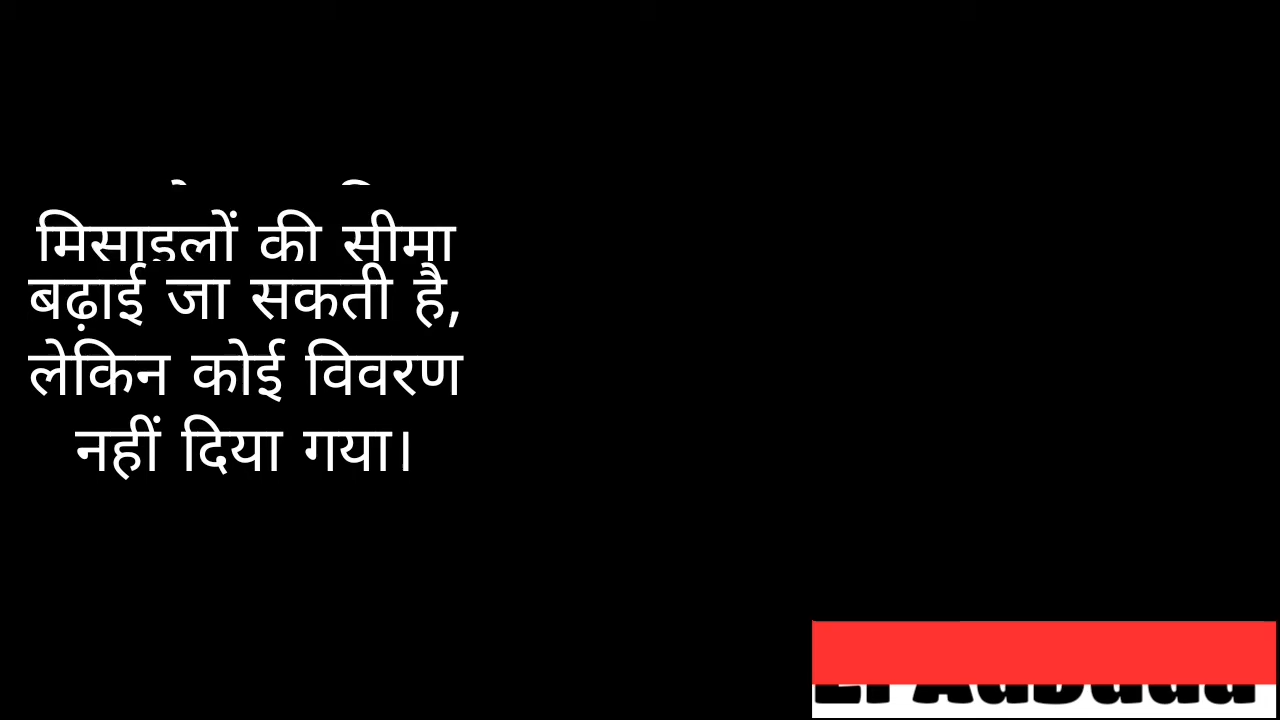 मिसाइलों की सीमा
बढ़ाई जा सकती है,
लेकिन कोई विवरण
नहीं दिया गया।